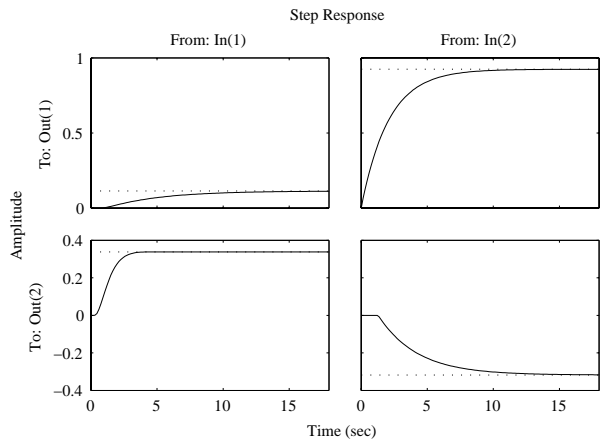 Step Response
From: In(1)
From: In(2)
1
0.5
0
To: Out(1)
Amplitude
0.4
0.2
0
−0.2
−0.4
To: Out(2)
0 5 10 15
0 5 10 15
Time (sec)